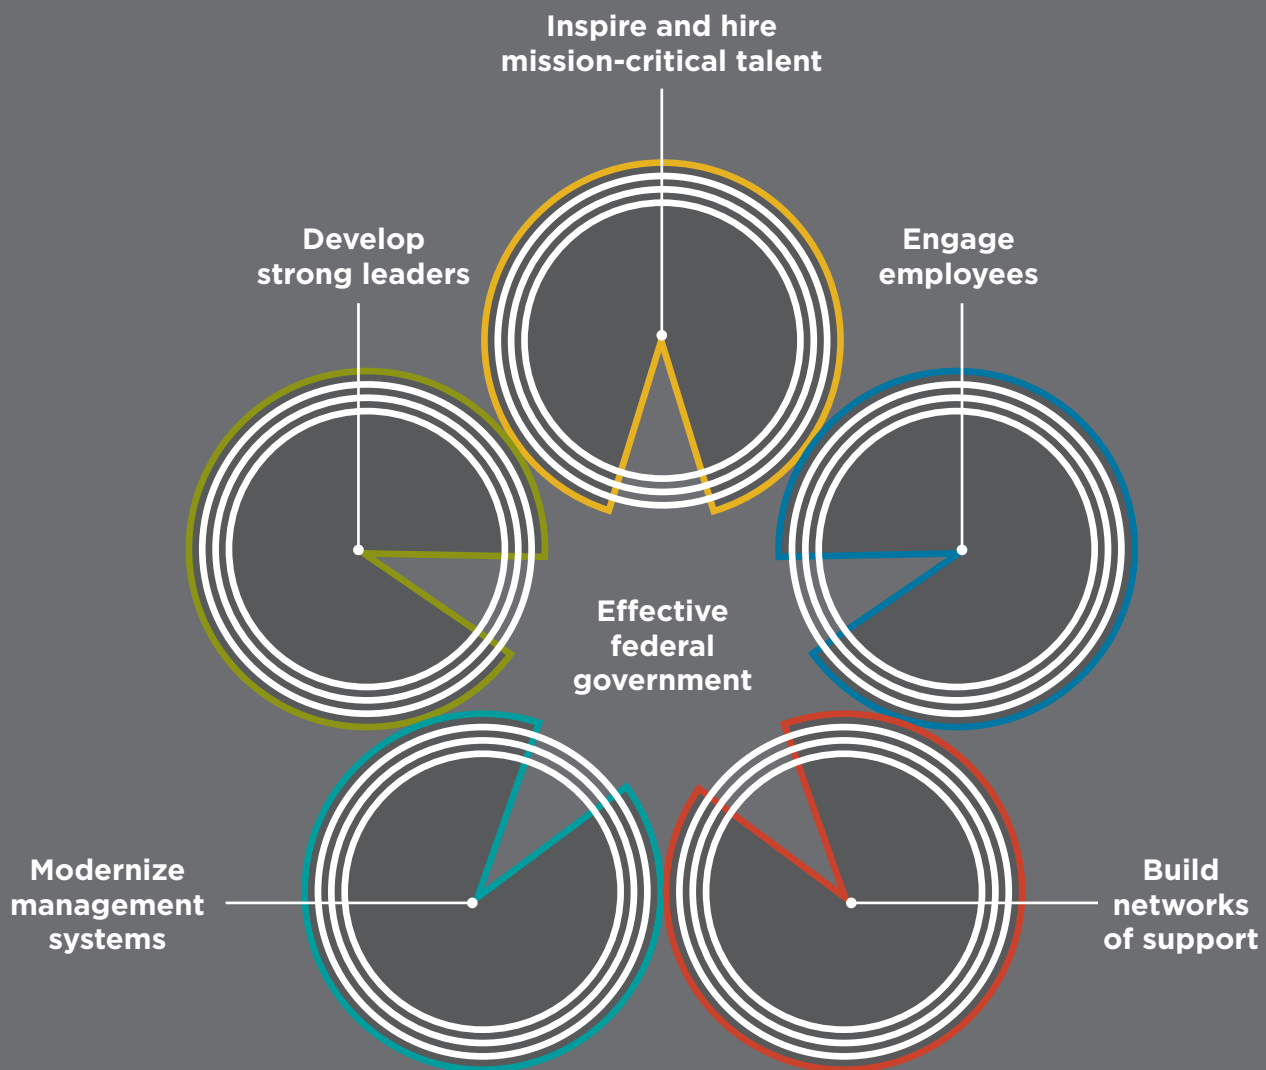 Inspire and hire
mission-critical talent
Develop
strong leaders
Engage
employees
Effective
federal
government
Modernize
management
systems
Build
networks
of support